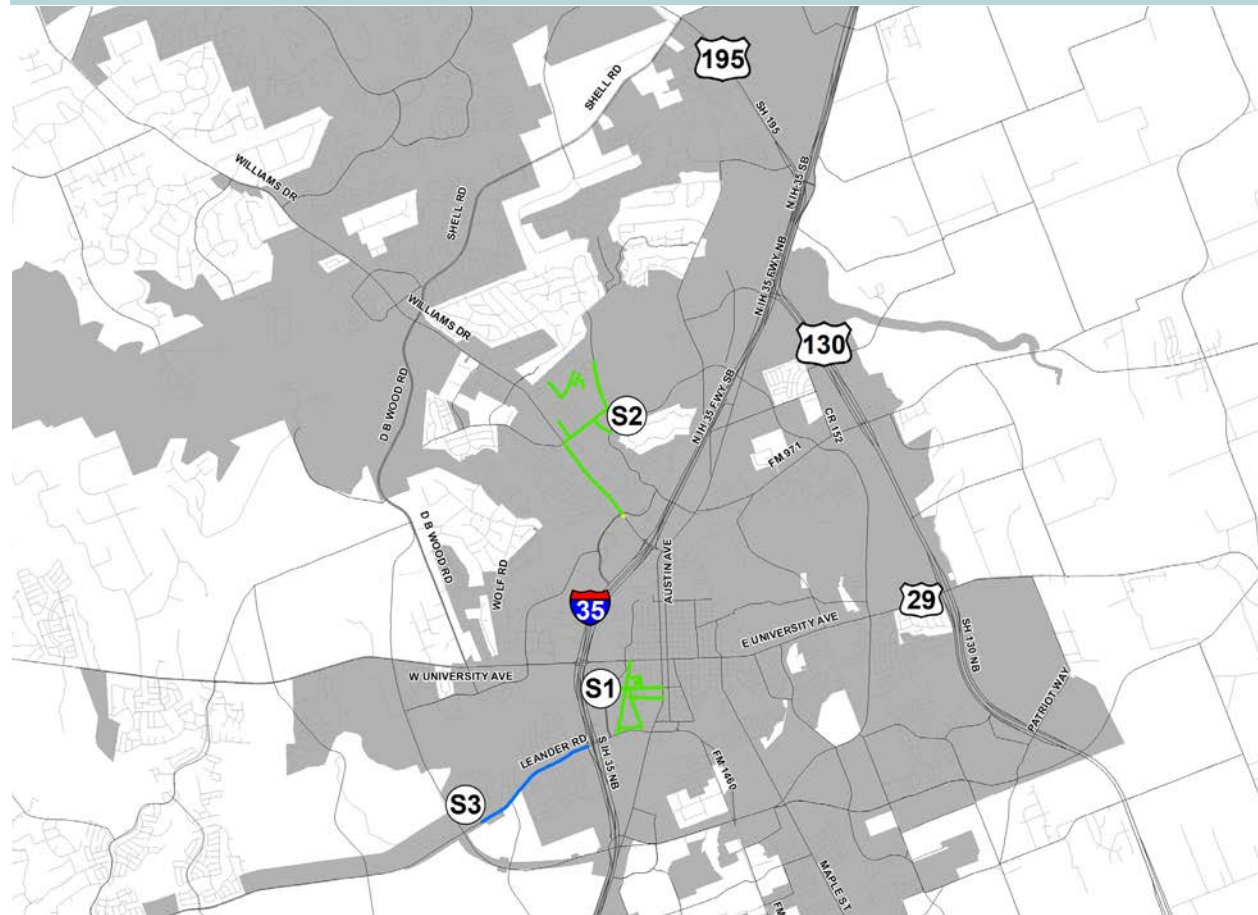 195
SHELL RD
SH 195
WILLIAMS DR
N IH 35 SB
SHELL RD
N IH 35 FWY NB
WILLIAMS DR
130
D B WOOD RD
N IH 35 FWY SB
S2
CR 152
FM 971
D B WOOD RD
WOLF RD
AUSTIN AVE
35
29
E UNIVERSITY AVE
SH 130 NB
W UNIVERSITY AVE
S1
PATRIOT WAY
LEANDER RD
S IH 35 NB
FM 1460
S3
MAPLE ST
FM